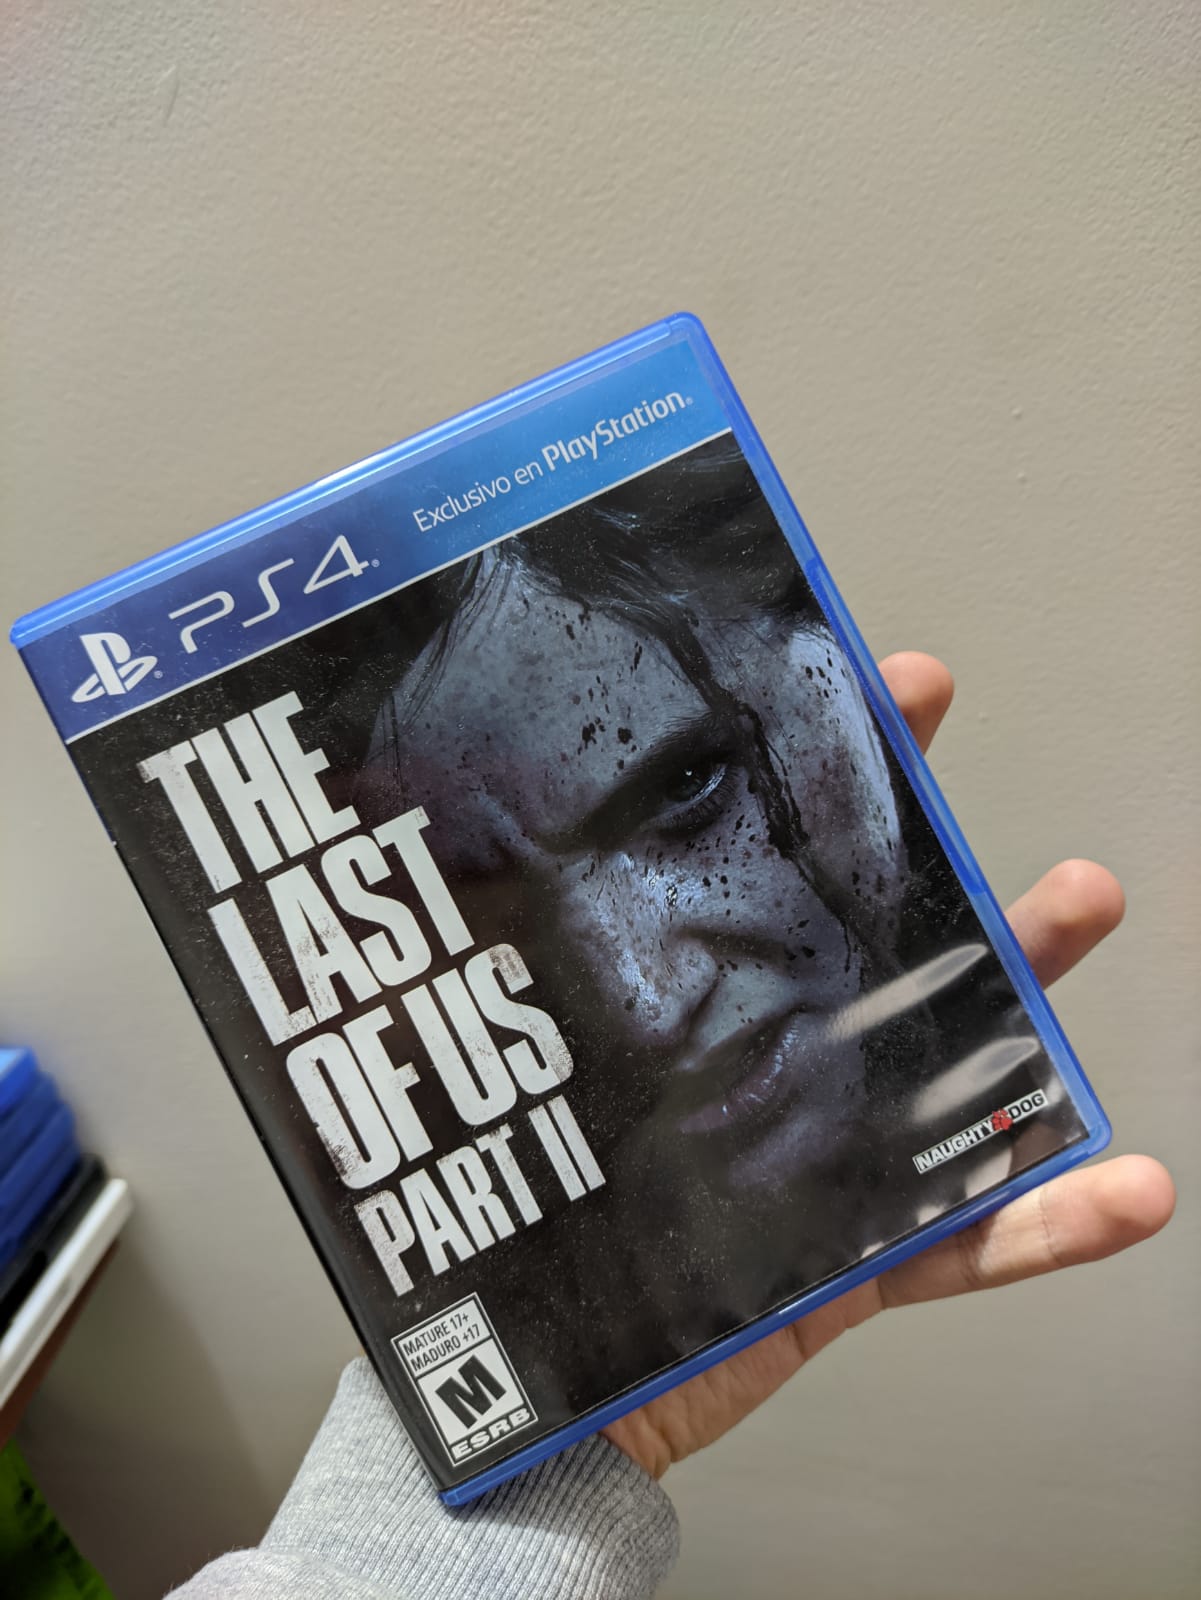 PS4®
Exclusivo en PlayStation®
THE
LAST
OF US
PART II
NAUGHTY DOG
MATURE 17+
MADURO +17
M
ESRB